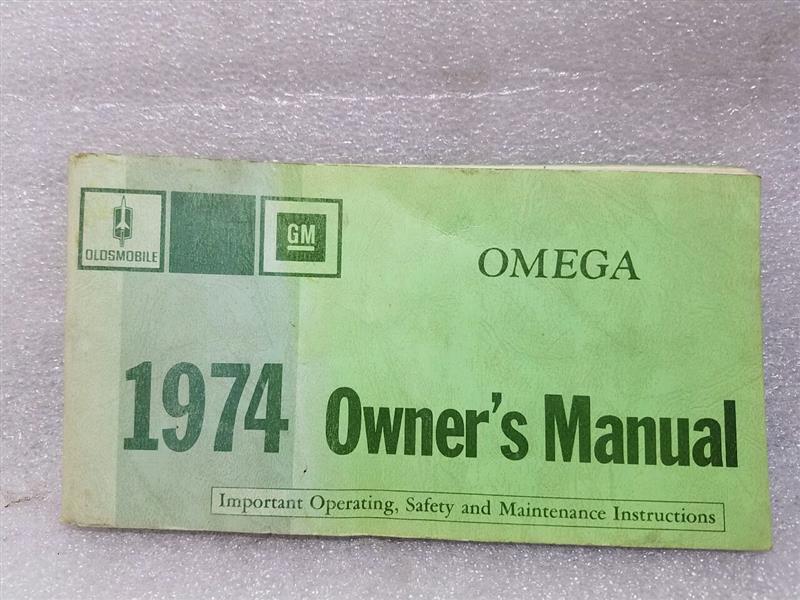 OLDSMOBILE
GM
OMEGA
1974 Owner's Manual
Important Operating, Safety and Maintenance Instructions